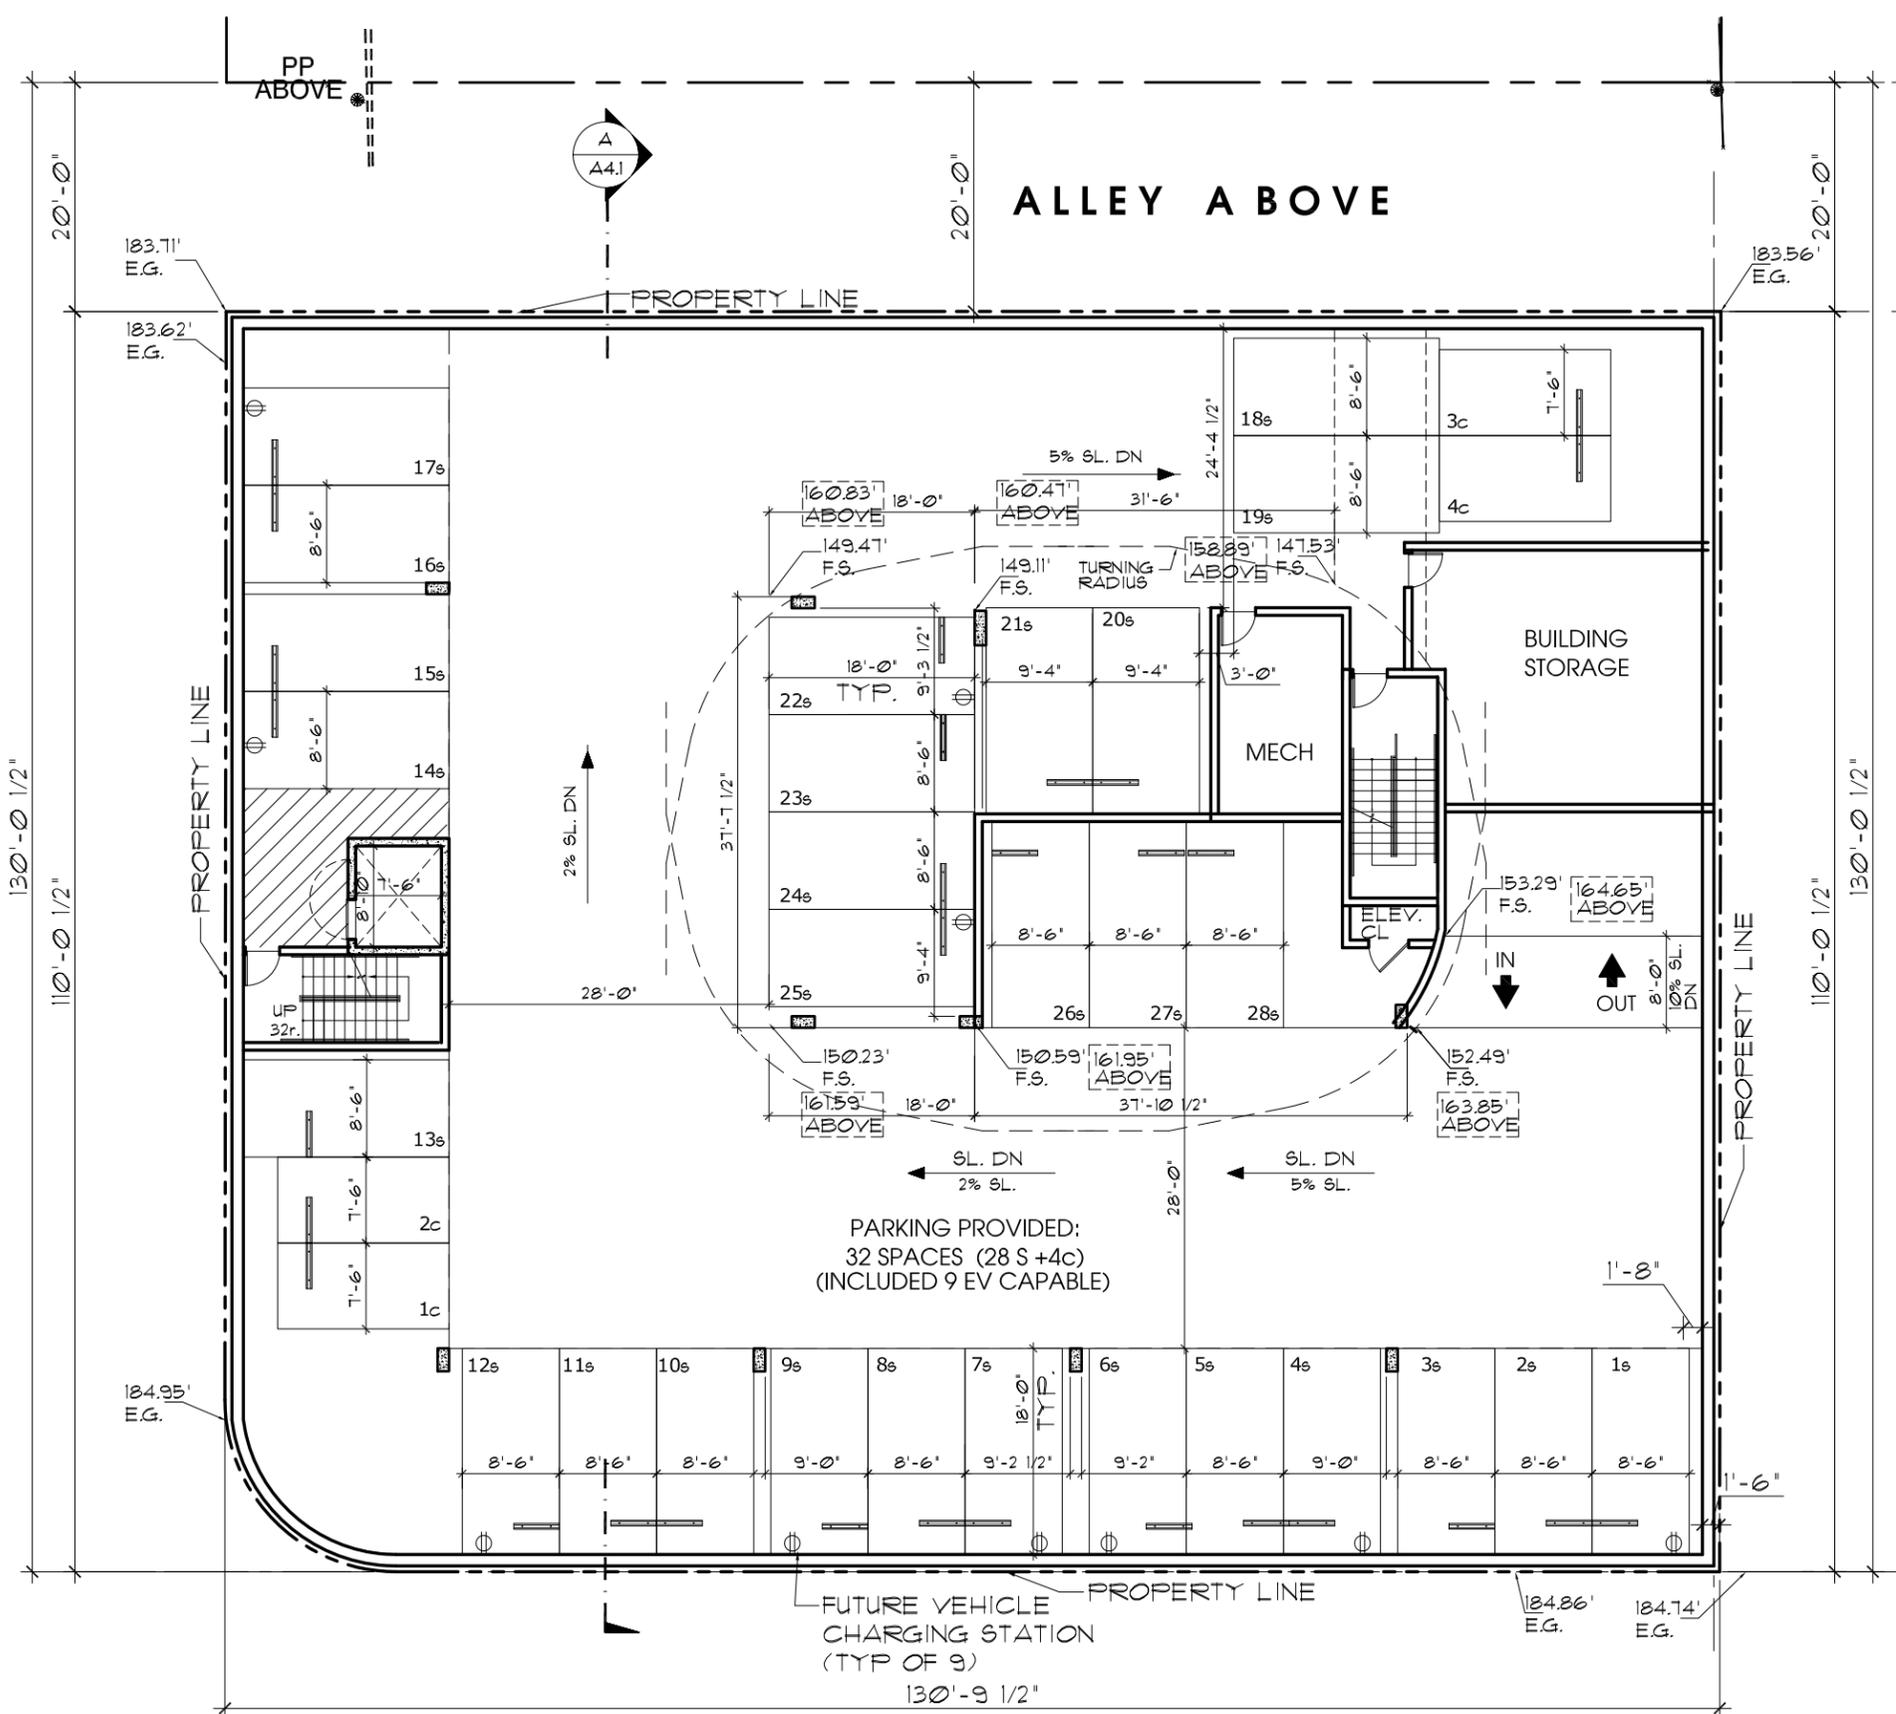 PP
ABOVE
A
A4.1
ALLEY ABOVE
20'-0"
20'-0"
20'-0"
183.71'
E.G.
183.56'
E.G.
PROPERTY LINE
183.62'
E.G.
17s
16s
8'-6"
15s
14s
8'-6"
18s
19s
8'-6"
8'-6"
3c
4c
7'-6"
24'-4 1/2"
5% SL. DN
160.83'
ABOVE
18'-0"
160.47'
ABOVE
31'-6"
149.47'
F.S.
149.11'
F.S.
TURNING
RADIUS
158.89'
ABOVE
147.53'
F.S.
21s
20s
9'-4"
9'-4"
3'-0"
18'-0"
TYP.
9'-3 1/2"
22s
8'-6"
23s
8'-6"
24s
9'-4"
25s
37'-7 1/2"
2% SL. DN
MECH
BUILDING
STORAGE
PROPERTY LINE
130'-0 1/2"
110'-0 1/2"
130'-0 1/2"
110'-0 1/2"
PROPERTY LINE
8'-10"
7'-6"
UP
32r.
28'-0"
8'-6"
8'-6"
8'-6"
26s
27s
28s
ELEV.
CL
153.29'
F.S.
164.65'
ABOVE
IN
OUT
8'-0"
10% SL.
DN
150.23'
F.S.
161.59'
ABOVE
18'-0"
150.59'
F.S.
161.95'
ABOVE
37'-10 1/2"
152.49'
F.S.
163.85'
ABOVE
8'-6"
13s
7'-6"
2c
7'-6"
1c
SL. DN
2% SL.
SL. DN
5% SL.
28'-0"
PARKING PROVIDED:
32 SPACES (28 S +4c)
(INCLUDED 9 EV CAPABLE)
1'-8"
12s
11s
10s
9s
8s
7s
6s
5s
4s
3s
2s
1s
18'-0"
TYP.
8'-6"
8'-6"
8'-6"
9'-0"
8'-6"
9'-2 1/2"
9'-2"
8'-6"
9'-0"
8'-6"
8'-6"
8'-6"
1'-6"
184.95'
E.G.
FUTURE VEHICLE
CHARGING STATION
(TYP OF 9)
PROPERTY LINE
184.86'
E.G.
184.74'
E.G.
130'-9 1/2"